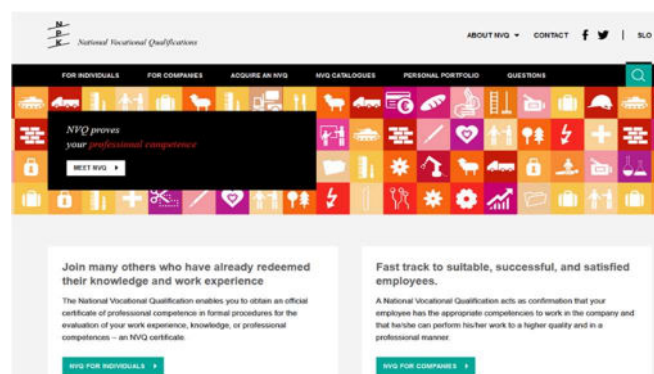 N
P
K
National Vocational Qualifications
ABOUT NVQ
CONTACT
SLO
FOR INDIVIDUALS
FOR COMPANIES
ACQUIRE AN NVQ
NVQ CATALOGUES
PERSONAL PORTFOLIO
QUESTIONS
NVQ proves
your professional competence
MEET NVQ
Join many others who have already redeemed
their knowledge and work experience
The National Vocational Qualification enables you to obtain an official
certificate of professional competence in formal procedures for the
evaluation of your work experience, knowledge, or professional
competences – an NVQ certificate.
NVQ FOR INDIVIDUALS
Fast track to suitable, successful, and satisfied
employees.
A National Vocational Qualification acts as confirmation that your
employee has the appropriate competences to work in the company and
that he/she can perform his/her work to a higher quality and in a
professional manner.
NVQ FOR COMPANIES